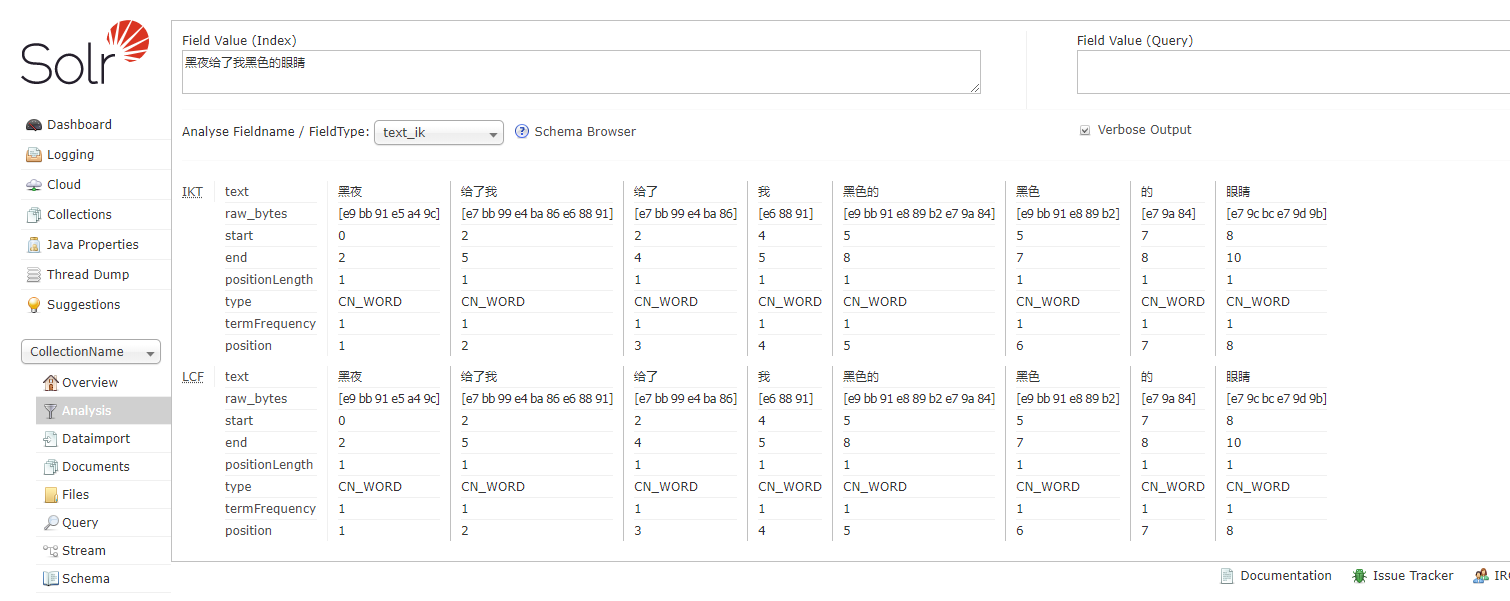 Solr
Field Value (Index)
Field Value (Query)
黑夜给了我黑色的眼睛
Analyse Fieldname / FieldType: text_ik Schema Browser
Verbose Output
Dashboard
Logging
Cloud
Collections
Java Properties
Thread Dump
Suggestions
CollectionName
Overview
Analysis
Dataimport
Documents
Files
Query
Stream
Schema
IKT text 黑夜 给了我 给了 我 黑色的 黑色 的 眼睛
raw_bytes [e9 bb 91 e5 a4 9c] [e7 bb 99 e4 ba 86 e6 88 91] [e7 bb 99 e4 ba 86] [e6 88 91] [e9 bb 91 e8 89 b2 e7 9a 84] [e9 bb 91 e8 89 b2] [e7 9a 84] [e7 9c bc e7 9d 9b]
start 0 2 2 4 5 5 7 8
end 2 5 4 5 8 7 8 10
positionLength 1 1 1 1 1 1 1 1
type CN_WORD CN_WORD CN_WORD CN_WORD CN_WORD CN_WORD CN_WORD CN_WORD
termFrequency 1 1 1 1 1 1 1 1
position 1 2 3 4 5 6 7 8
LCF text 黑夜 给了我 给了 我 黑色的 黑色 的 眼睛
raw_bytes [e9 bb 91 e5 a4 9c] [e7 bb 99 e4 ba 86 e6 88 91] [e7 bb 99 e4 ba 86] [e6 88 91] [e9 bb 91 e8 89 b2 e7 9a 84] [e9 bb 91 e8 89 b2] [e7 9a 84] [e7 9c bc e7 9d 9b]
start 0 2 2 4 5 5 7 8
end 2 5 4 5 8 7 8 10
positionLength 1 1 1 1 1 1 1 1
type CN_WORD CN_WORD CN_WORD CN_WORD CN_WORD CN_WORD CN_WORD CN_WORD
termFrequency 1 1 1 1 1 1 1 1
position 1 2 3 4 5 6 7 8
Documentation Issue Tracker